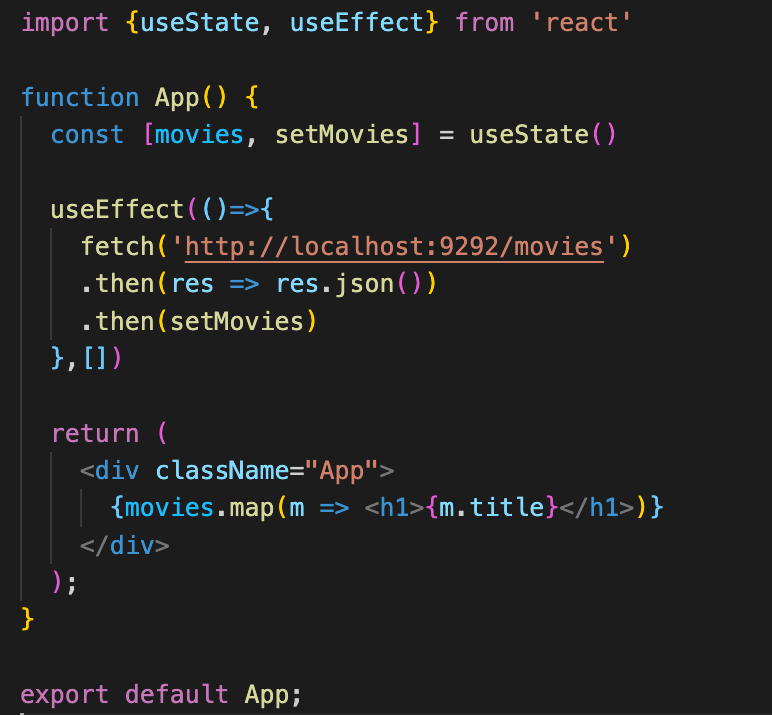 import {useState, useEffect} from 'react'
function App() {
const [movies, setMovies] = useState()
useEffect(()=>{
fetch('http://localhost:9292/movies')
.then(res => res.json())
.then(setMovies)
},[])
return (
<div className="App">
{movies.map(m => <h1>{m.title}</h1>)}
</div>
);
}
export default App;